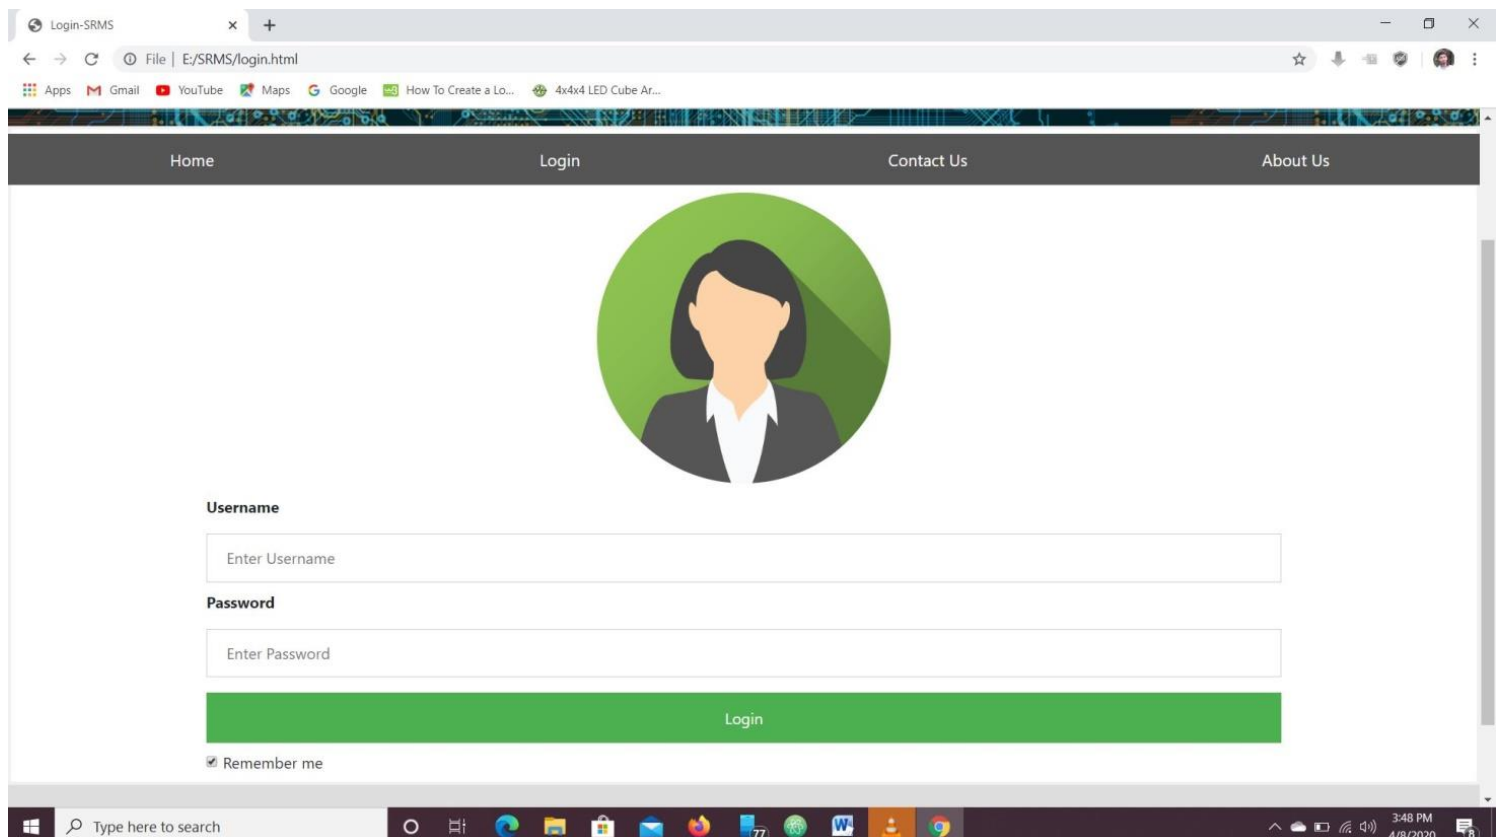 Login-SRMS
File | E:/SRMS/login.html
Apps Gmail YouTube Maps Google How To Create a Lo... 4x4x4 LED Cube Ar...
Home Login Contact Us About Us
Username
Enter Username
Password
Enter Password
Login
Remember me
Type here to search 77 W 3:48 PM
4/8/2020 8